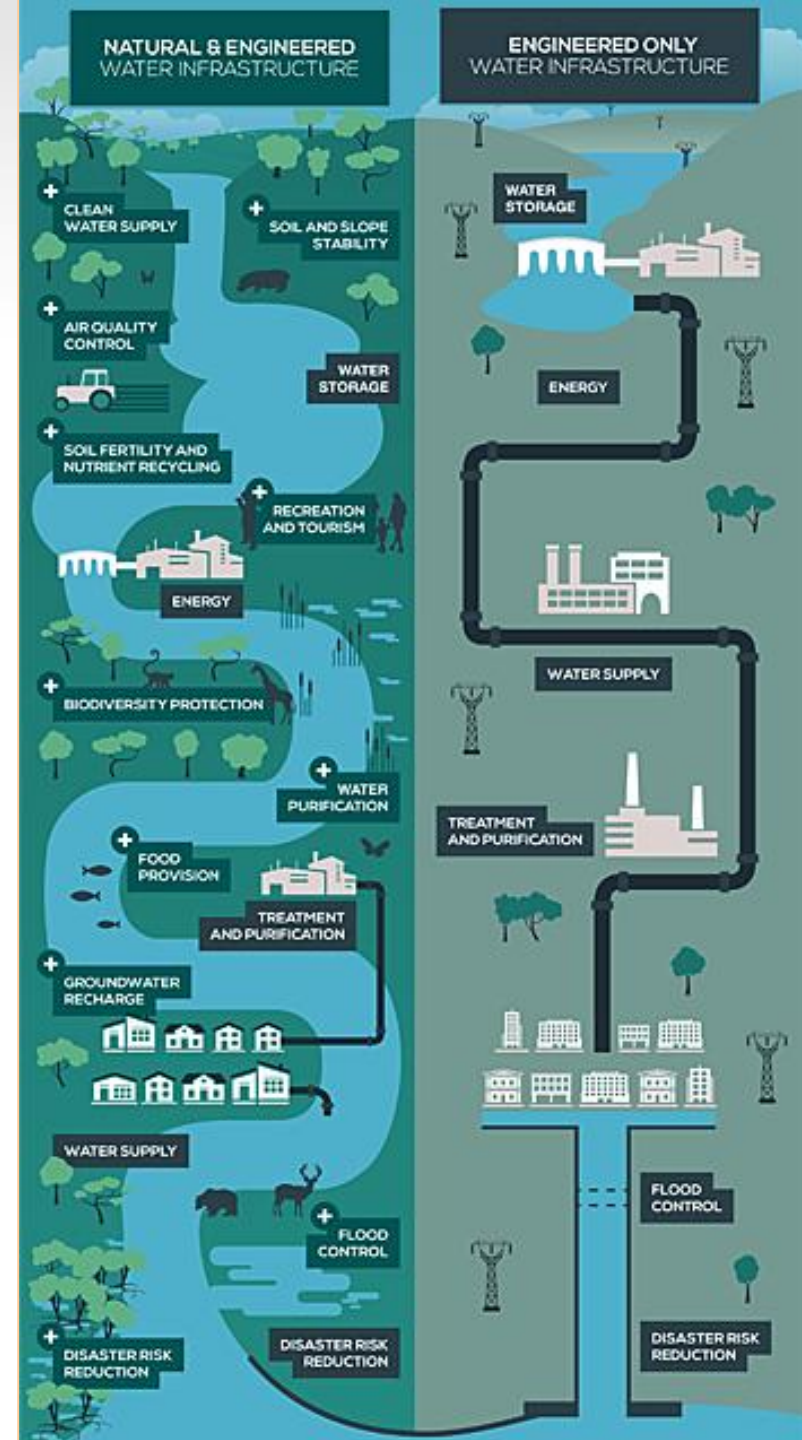 NATURAL & ENGINEERED
WATER INFRASTRUCTURE
+
CLEAN
WATER SUPPLY
+
SOIL AND SLOPE
STABILITY
+
AIR QUALITY
CONTROL
WATER
STORAGE
+
SOIL FERTILITY AND
NUTRIENT RECYCLING
+
RECREATION
AND TOURISM
ENERGY
+
BIODIVERSITY PROTECTION
+
WATER
PURIFICATION
+
FOOD
PROVISION
TREATMENT
AND PURIFICATION
+
GROUNDWATER
RECHARGE
WATER SUPPLY
+
FLOOD
CONTROL
+
DISASTER RISK
REDUCTION
DISASTER RISK
REDUCTION
ENGINEERED ONLY
WATER INFRASTRUCTURE
WATER
STORAGE
ENERGY
WATER SUPPLY
TREATMENT
AND PURIFICATION
FLOOD
CONTROL
DISASTER RISK
REDUCTION